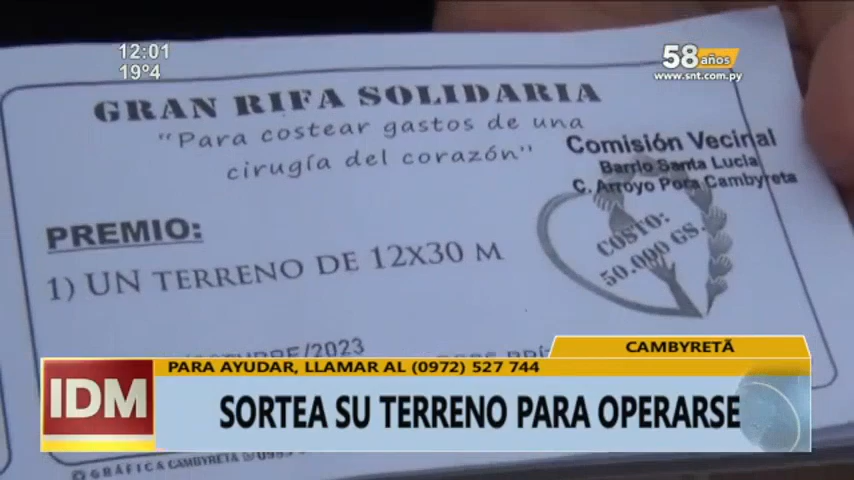 12:01
19°4
58 años
www.snt.com.py
GRAN RIFA SOLIDARIA
"Para costear gastos de una
cirugía del corazón"
Comisión Vecinal
Barrio Santa Lucia
C. Arroyo Pora Cambyreta
COSTO:
50.000 GS.
PREMIO:
1) UN TERRENO DE 12X30 M
/2023
CAMBYRETÁ
PARA AYUDAR, LLAMAR AL (0972) 527 744
IDM
SORTEA SU TERRENO PARA OPERARSE
GRÁFICA CAMBYRETA